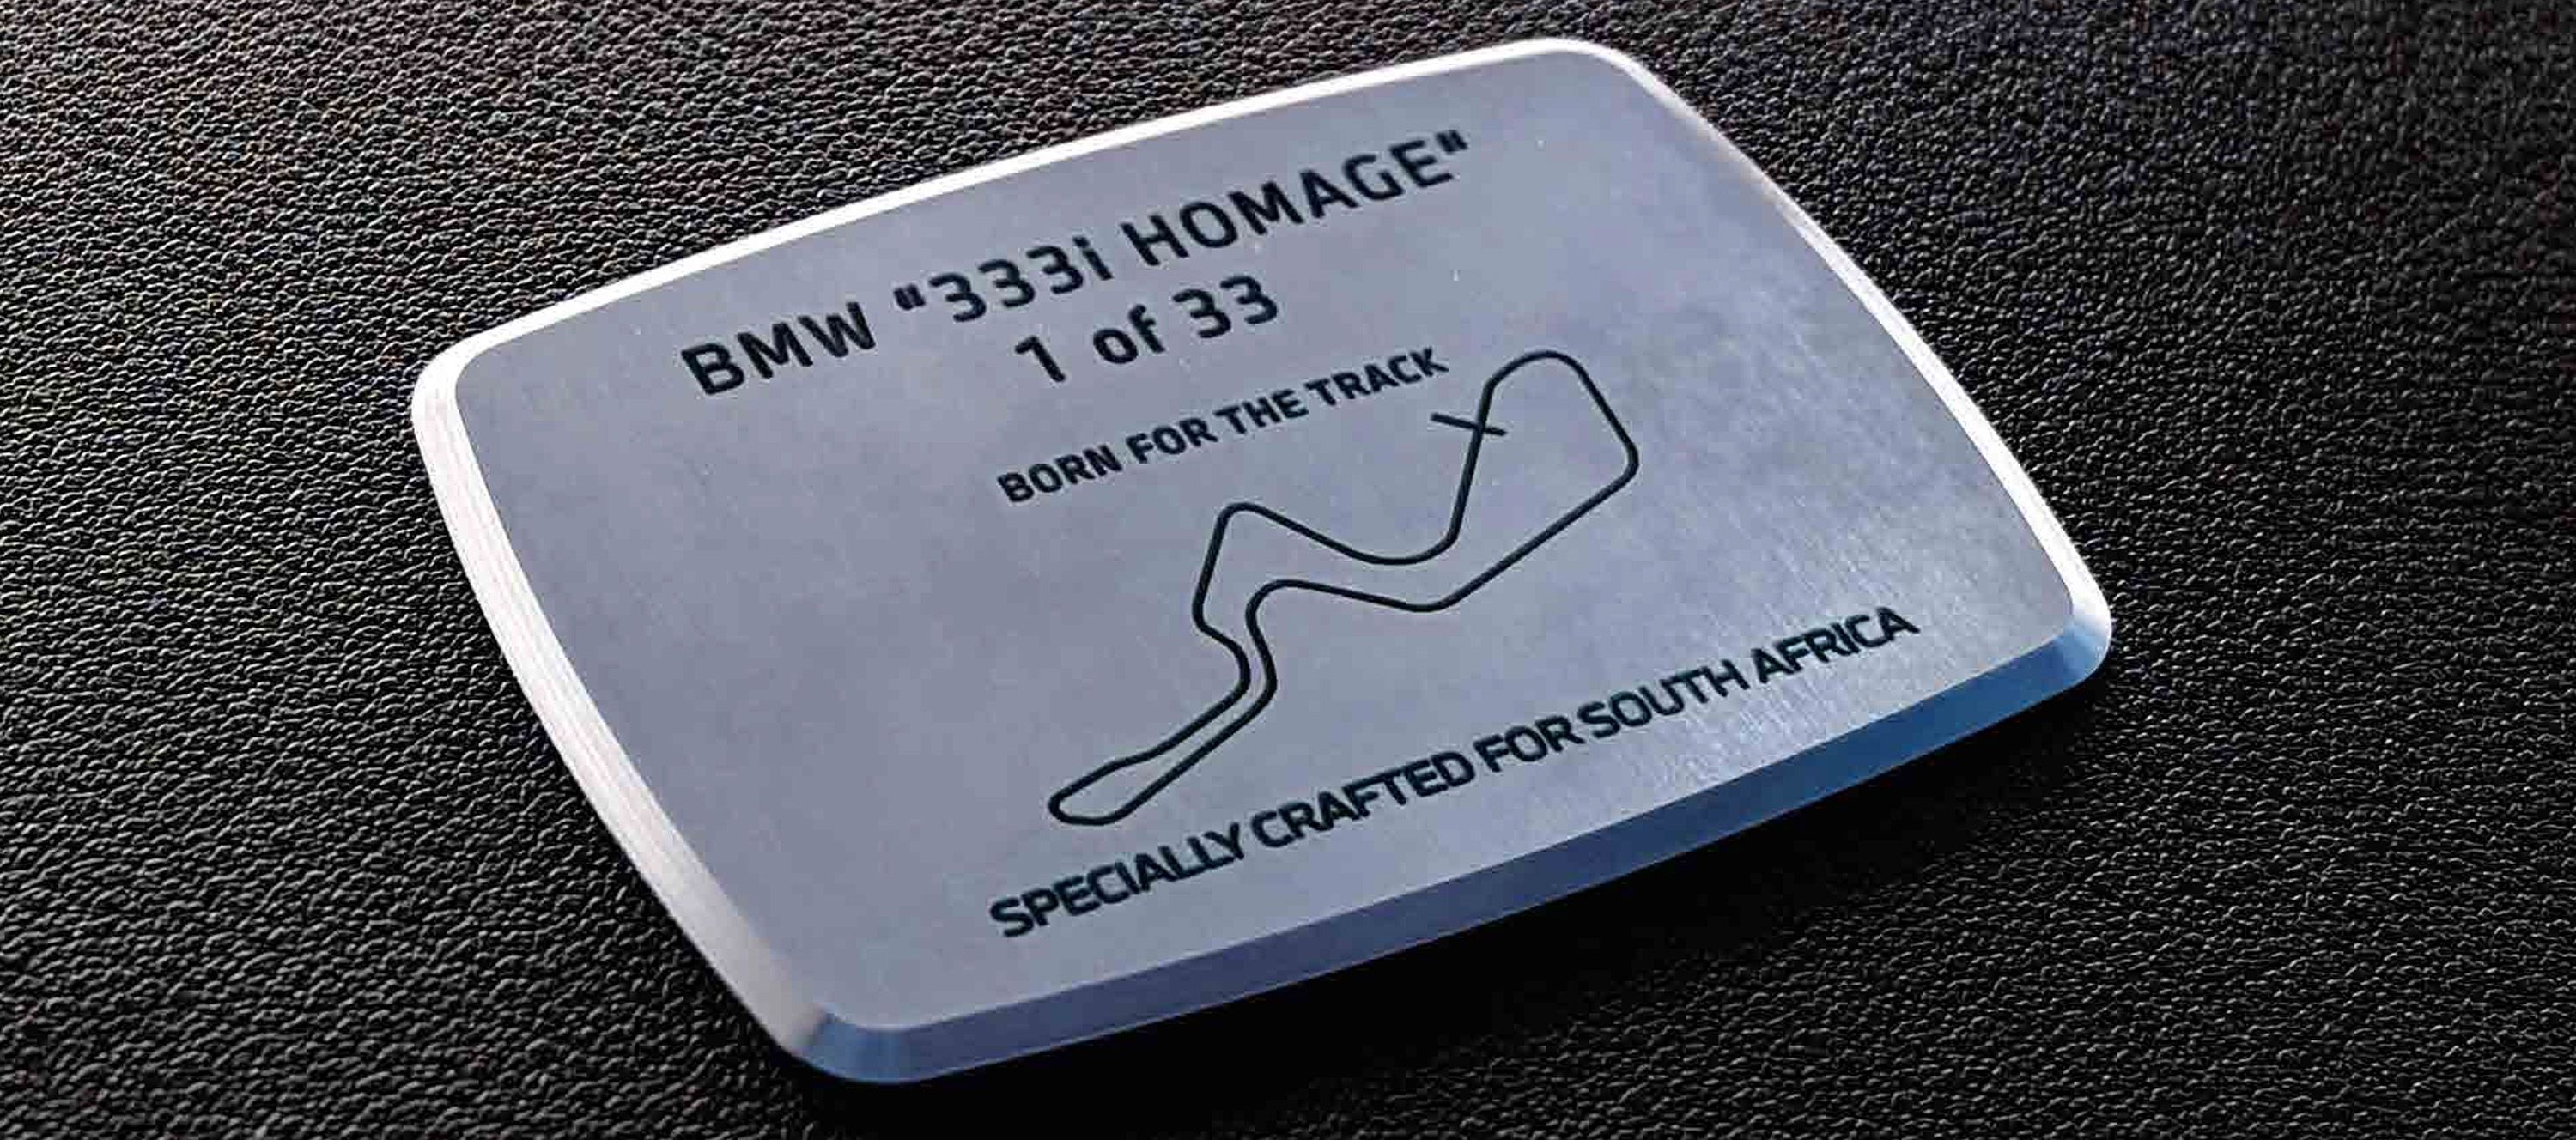 BMW "333i HOMAGE"
1 of 33
BORN FOR THE TRACK
SPECIALLY CRAFTED FOR SOUTH AFRICA